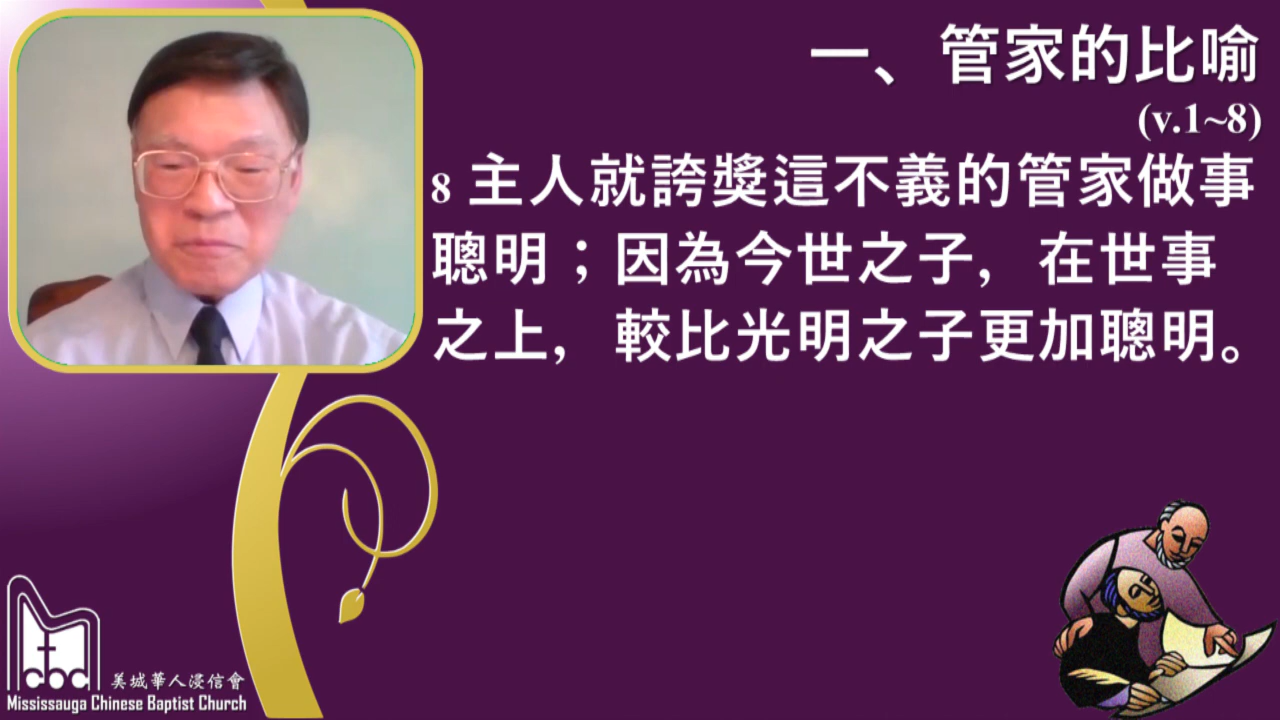 一、管家的比喻
(v.1~8)
8 主人就誇獎這不義的管家做事
聰明；因為今世之子，在世事
之上，較比光明之子更加聰明。
mcbc
美城華人浸信會
Mississauga Chinese Baptist Church